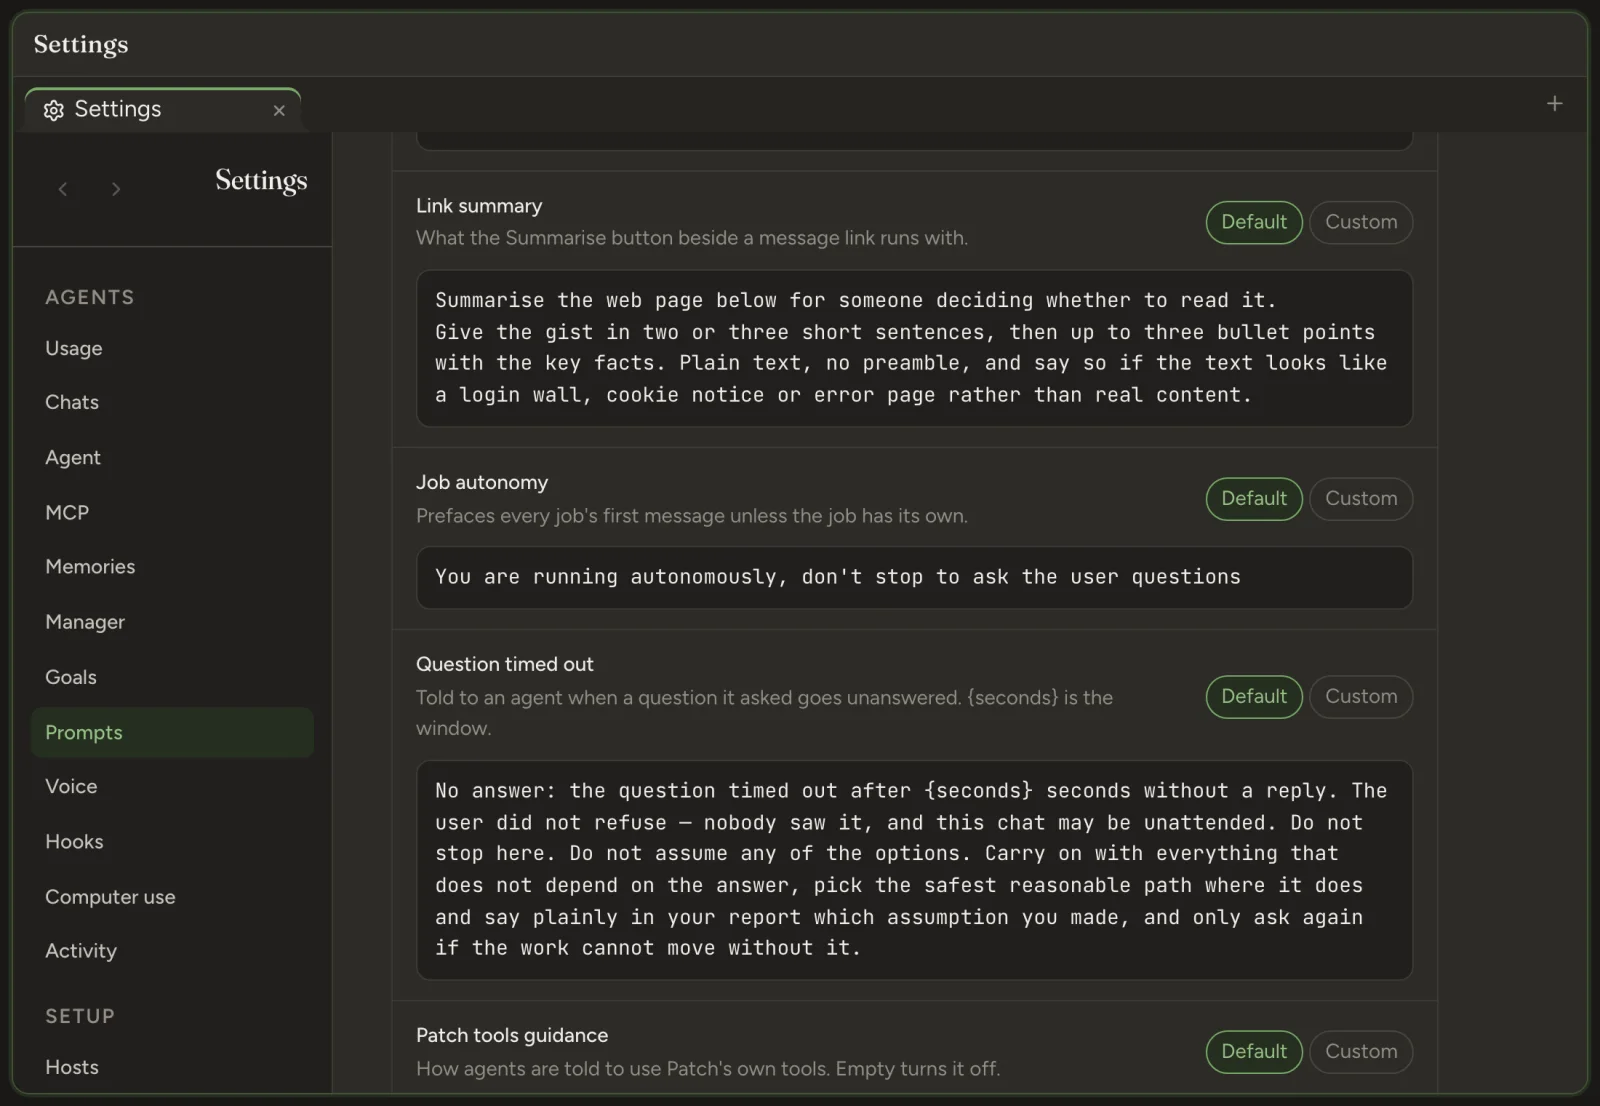 Settings
Settings
Settings
AGENTS
Usage
Chats
Agent
MCP
Memories
Manager
Goals
Prompts
Voice
Hooks
Computer use
Activity
SETUP
Hosts
Link summary
What the Summarise button beside a message link runs with.
Default
Custom
Summarise the web page below for someone deciding whether to read it.
Give the gist in two or three short sentences, then up to three bullet points
with the key facts. Plain text, no preamble, and say so if the text looks like
a login wall, cookie notice or error page rather than real content.
Job autonomy
Prefaces every job's first message unless the job has its own.
Default
Custom
You are running autonomously, don't stop to ask the user questions
Question timed out
Told to an agent when a question it asked goes unanswered. {seconds} is the
window.
Default
Custom
No answer: the question timed out after {seconds} seconds without a reply. The
user did not refuse — nobody saw it, and this chat may be unattended. Do not
stop here. Do not assume any of the options. Carry on with everything that
does not depend on the answer, pick the safest reasonable path where it does
and say plainly in your report which assumption you made, and only ask again
if the work cannot move without it.
Patch tools guidance
How agents are told to use Patch's own tools. Empty turns it off.
Default
Custom